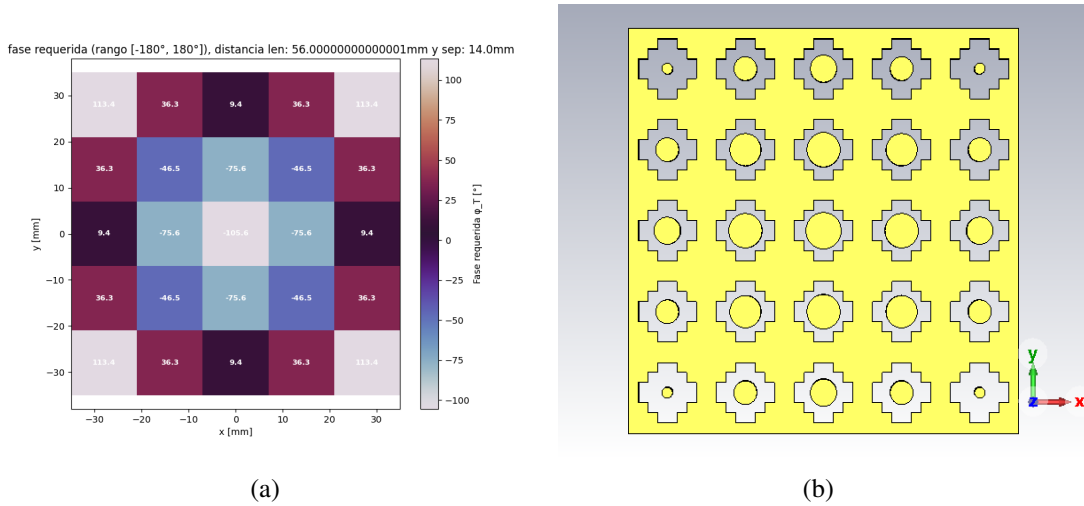 fase requerida (rango [-180°, 180°]), distancia len: 56.00000000000001mm y sep: 14.0mm
y [mm]
30
20
10
0
−10
−20
−30
113.4 36.3 9.4 36.3 113.4
36.3 -46.5 -75.6 -46.5 36.3
9.4 -75.6 -105.6 -75.6 9.4
36.3 -46.5 -75.6 -46.5 36.3
113.4 36.3 9.4 36.3 113.4
−30 −20 −10 0 10 20 30
x [mm]
100
75
50
25
0
−25
−50
−75
−100
Fase requerida φ_T [°]
(a)
y
z x
(b)